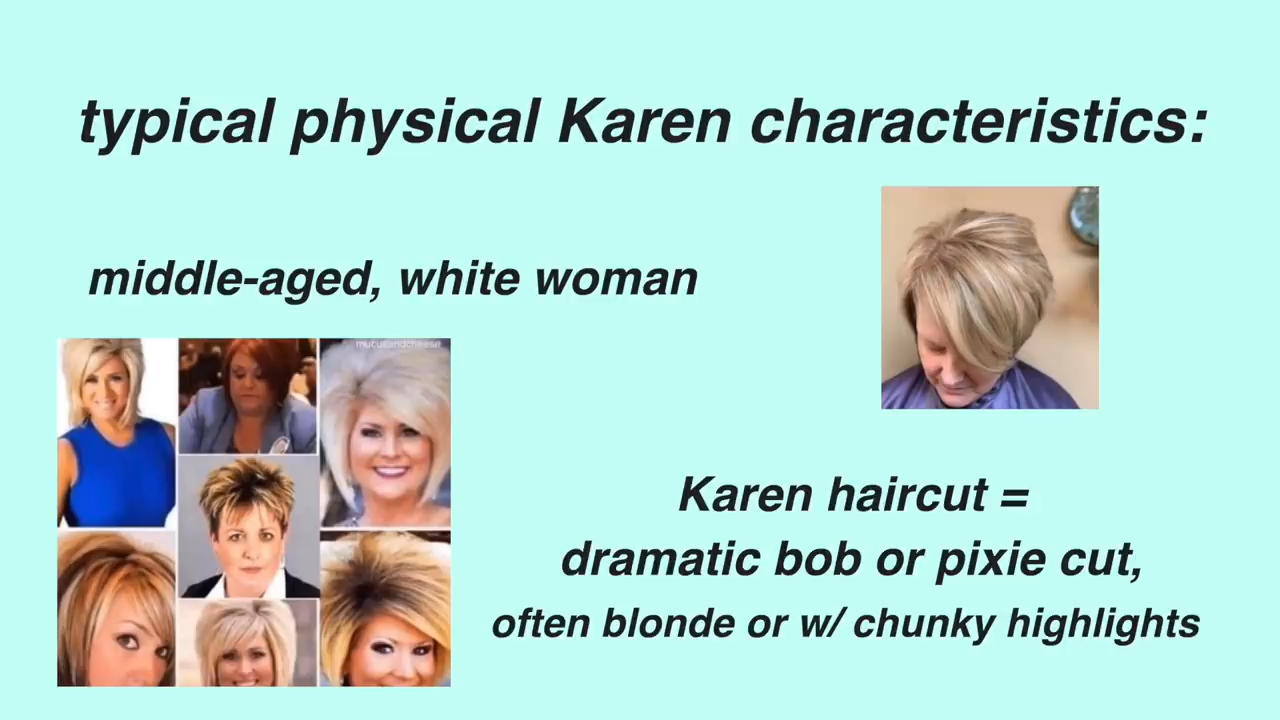 typical physical Karen characteristics:
middle-aged, white woman
mucusandcheese
Karen haircut =
dramatic bob or pixie cut,
often blonde or w/ chunky highlights